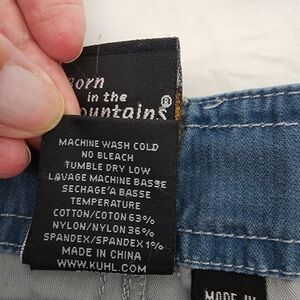 Born
in the
ountains®
MACHINE WASH COLD
NO BLEACH
TUMBLE DRY LOW
LAVAGE MACHINE BASSE
SECHAGE'A BASSE
TEMPERATURE
COTTON/COTON 63%
NYLON/NYLON 36%
SPANDEX/SPANDEX 1%
MADE IN CHINA
WWW.KUHL.COM
MADE IN